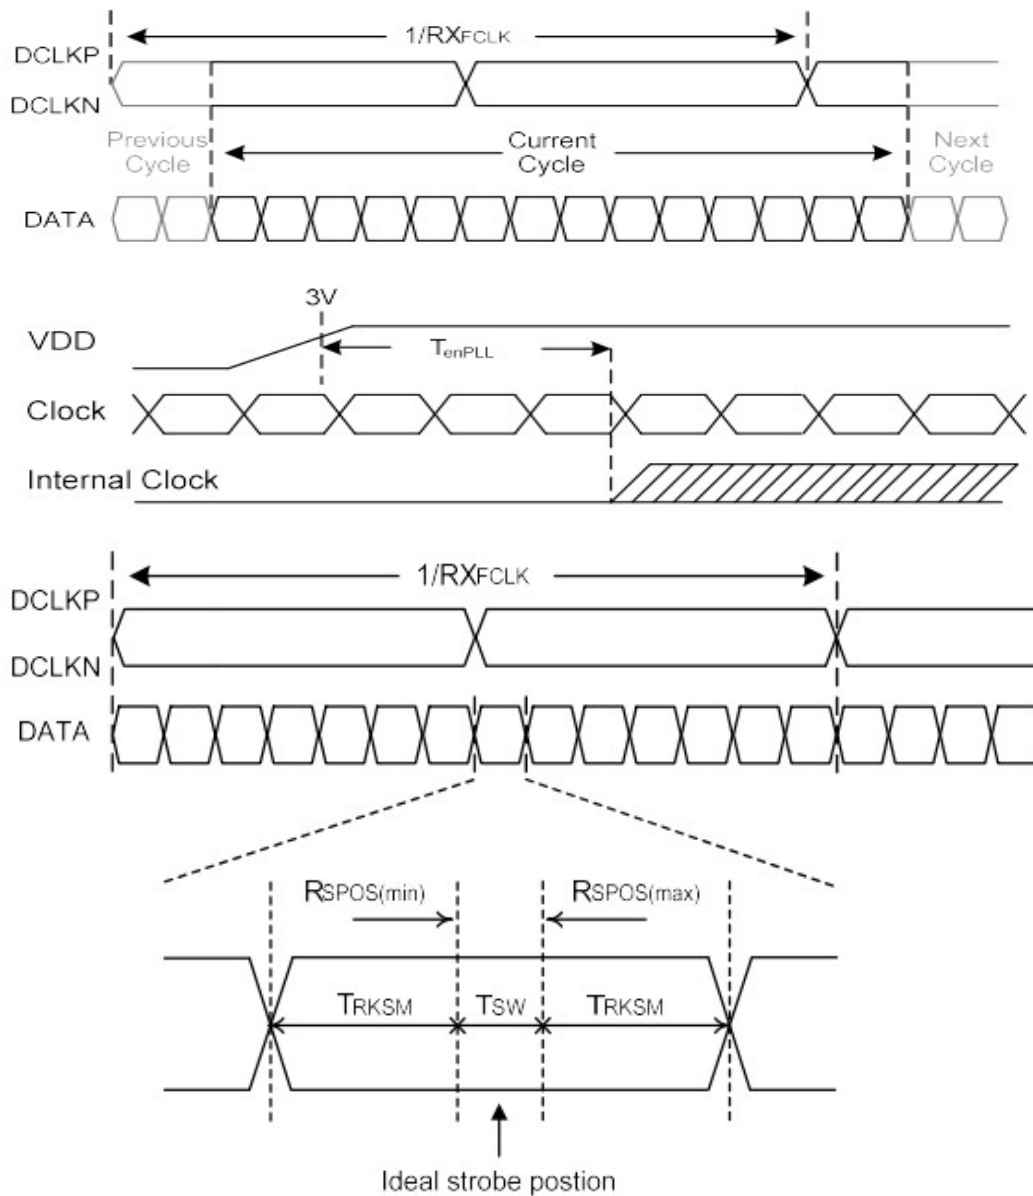 1/RXFCLK
DCLKP
DCLKN
Previous Cycle
Current Cycle
Next Cycle
DATA
3V
VDD
TenPLL
Clock
Internal Clock
1/RXFCLK
DCLKP
DCLKN
DATA
RSPOS(min)
RSPOS(max)
TRKSM
TSW
TRKSM
Ideal strobe postion